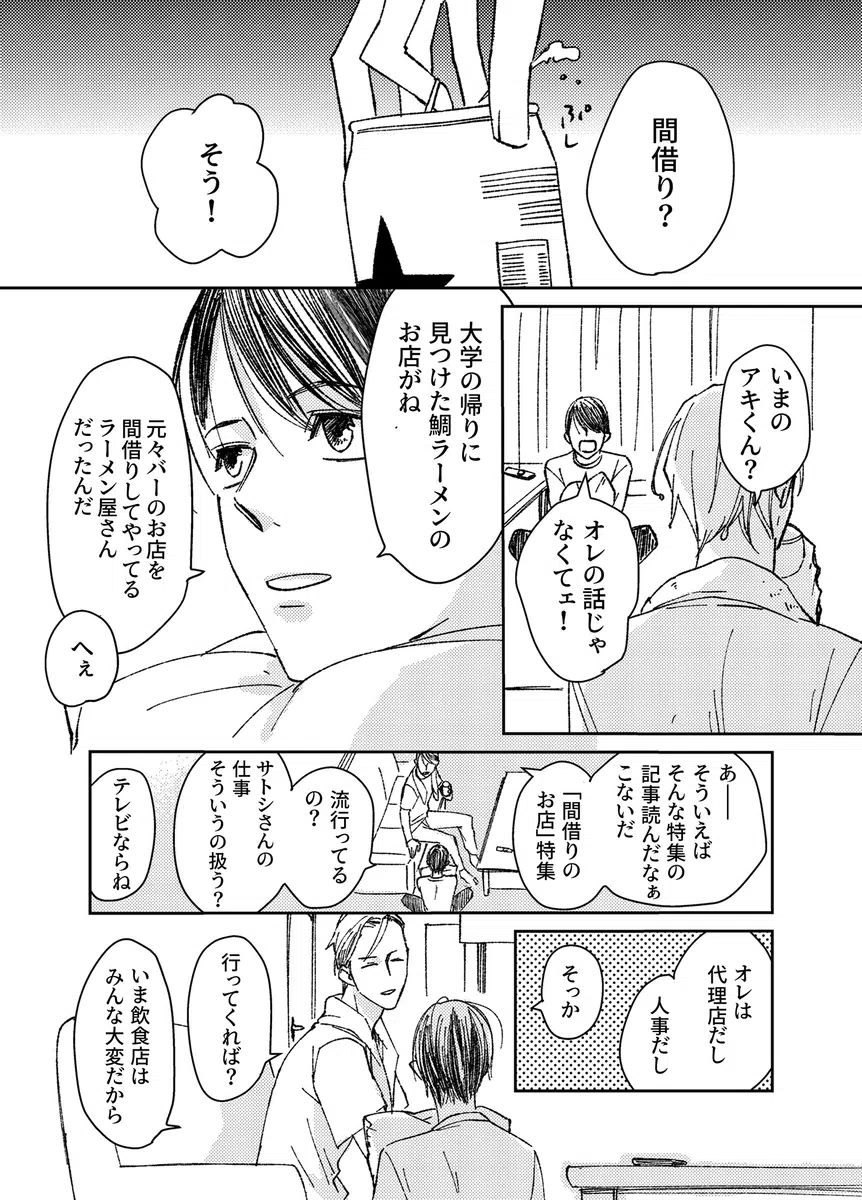 間借り?
ぷし
そう!
いまの
アキくん?
オレの話じゃ
なくてェ!
大学の帰りに
見つけた鯛ラーメンの
お店がね
元々バーのお店を
間借りしてやってる
ラーメン屋さん
だったんだ
へぇ
あ──
そういえば
そんな特集の
記事読んだなぁ
こないだ
「間借りの
お店」特集
流行ってる
の?
サトシさんの
仕事
そういうの扱う?
テレビならね
オレは
代理店だし
人事だし
そっか
行ってくれば?
いま飲食店は
みんな大変だから